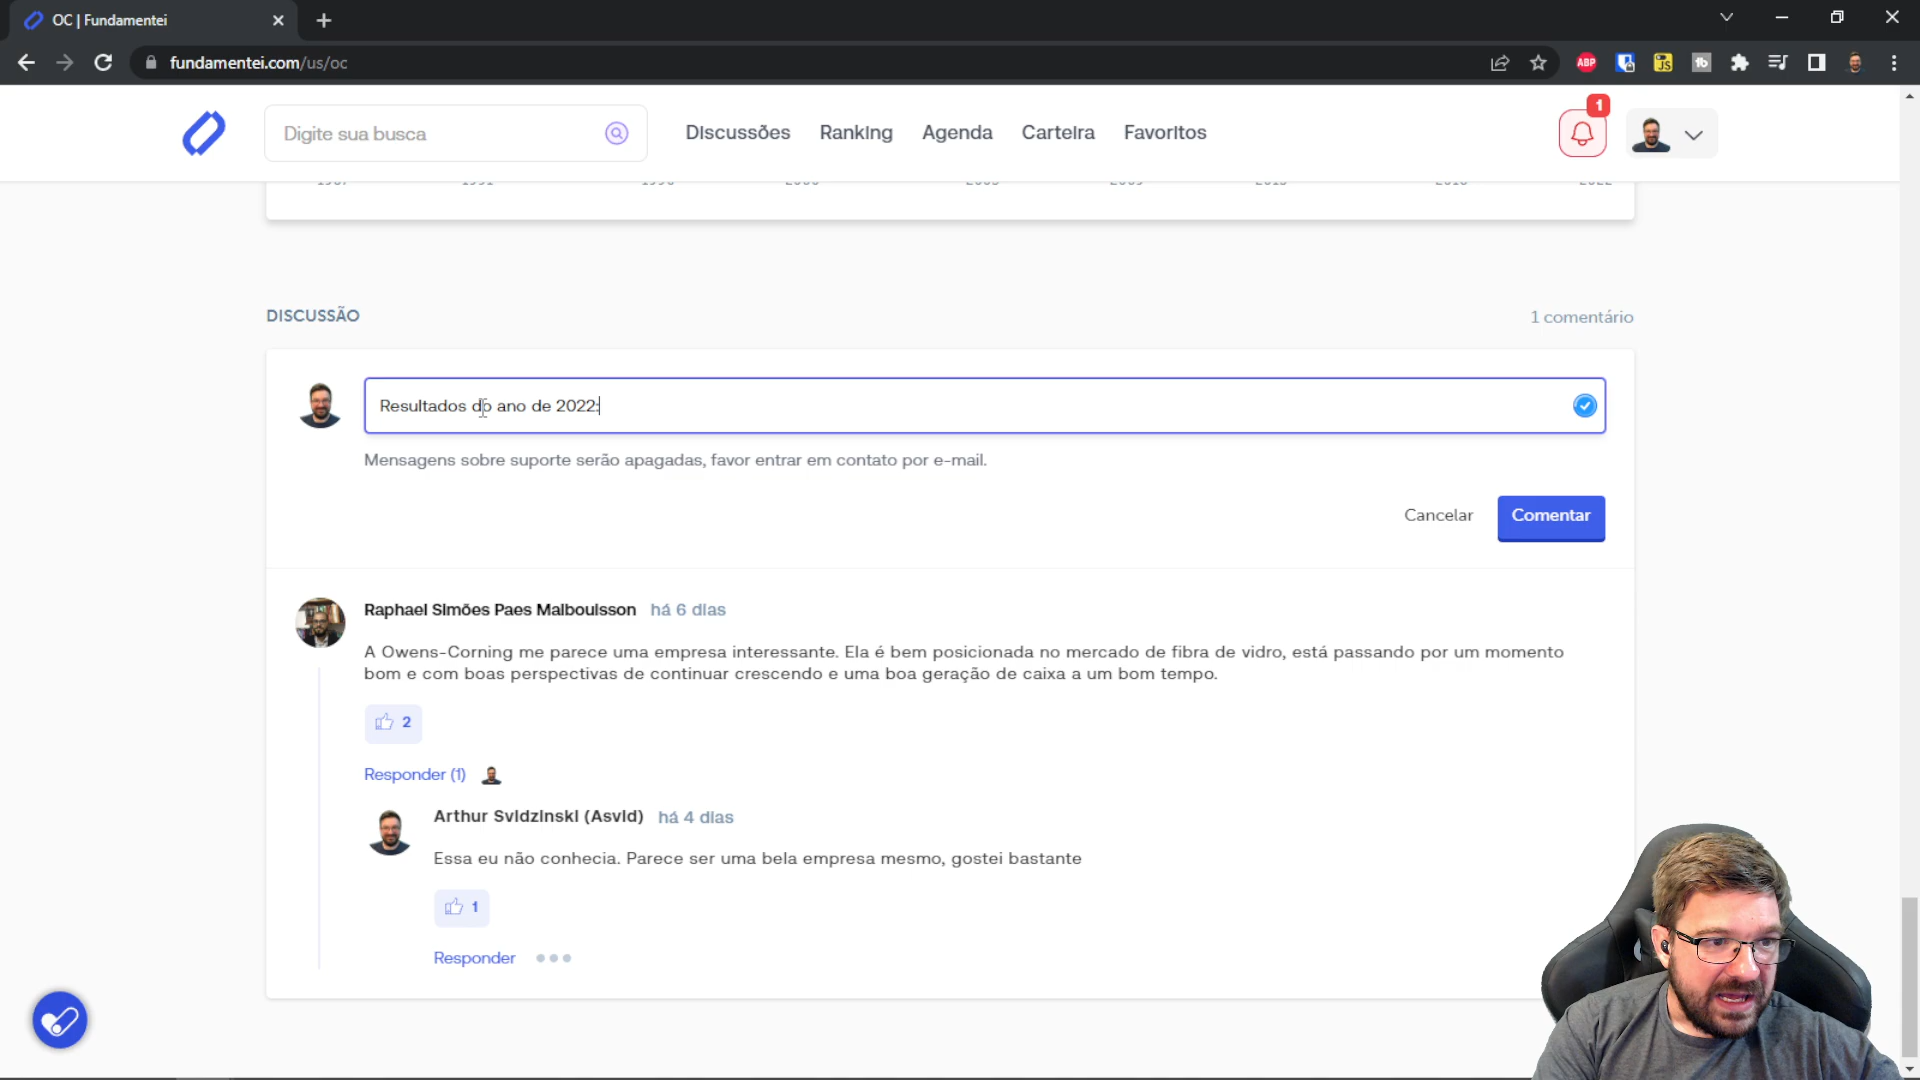 OC | Fundamentei
fundamentei.com/us/oc
ABP
JS
tb
Digite sua busca
Discussões
Ranking
Agenda
Carteira
Favoritos
1
DISCUSSÃO
1 comentário
Resultados do ano de 2022:
Mensagens sobre suporte serão apagadas, favor entrar em contato por e-mail.
Cancelar
Comentar
Raphael Simões Paes Malbouisson há 6 dias
A Owens-Corning me parece uma empresa interessante. Ela é bem posicionada no mercado de fibra de vidro, está passando por um momento
bom e com boas perspectivas de continuar crescendo e uma boa geração de caixa a um bom tempo.
2
Responder (1)
Arthur Svidzinski (Asvid) há 4 dias
Essa eu não conhecia. Parece ser uma bela empresa mesmo, gostei bastante
1
Responder